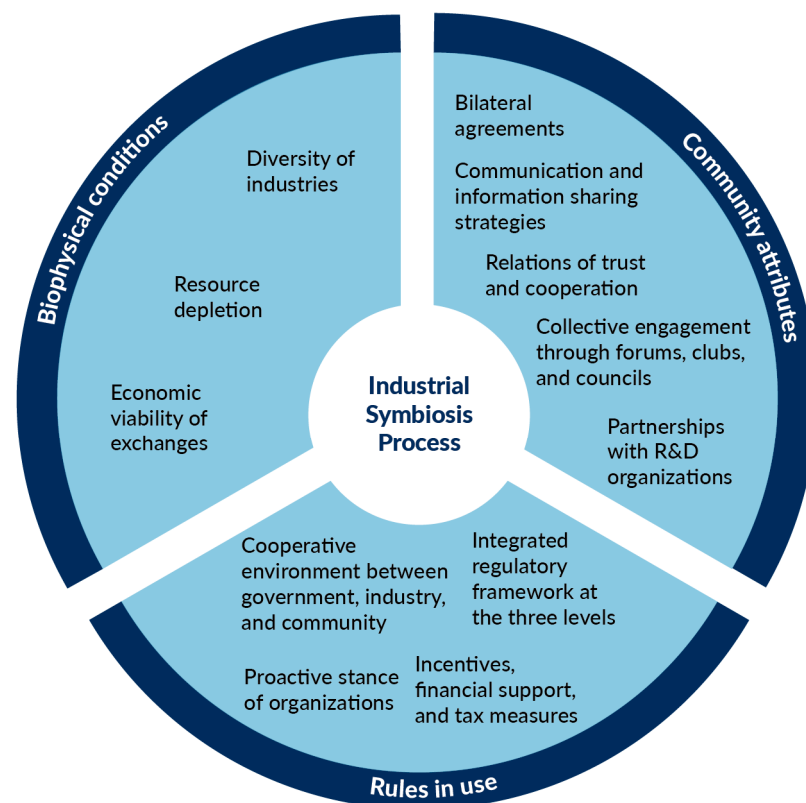 Biophysical conditions
Diversity of
industries
Resource
depletion
Economic
viability of
exchanges
Community attributes
Bilateral
agreements
Communication and
information sharing
strategies
Relations of trust
and cooperation
Collective engagement
through forums, clubs,
and councils
Partnerships
with R&D
organizations
Industrial
Symbiosis
Process
Cooperative
environment between
government, industry,
and community
Integrated
regulatory
framework at
the three levels
Proactive stance
of organizations
Incentives,
financial support,
and tax measures
Rules in use